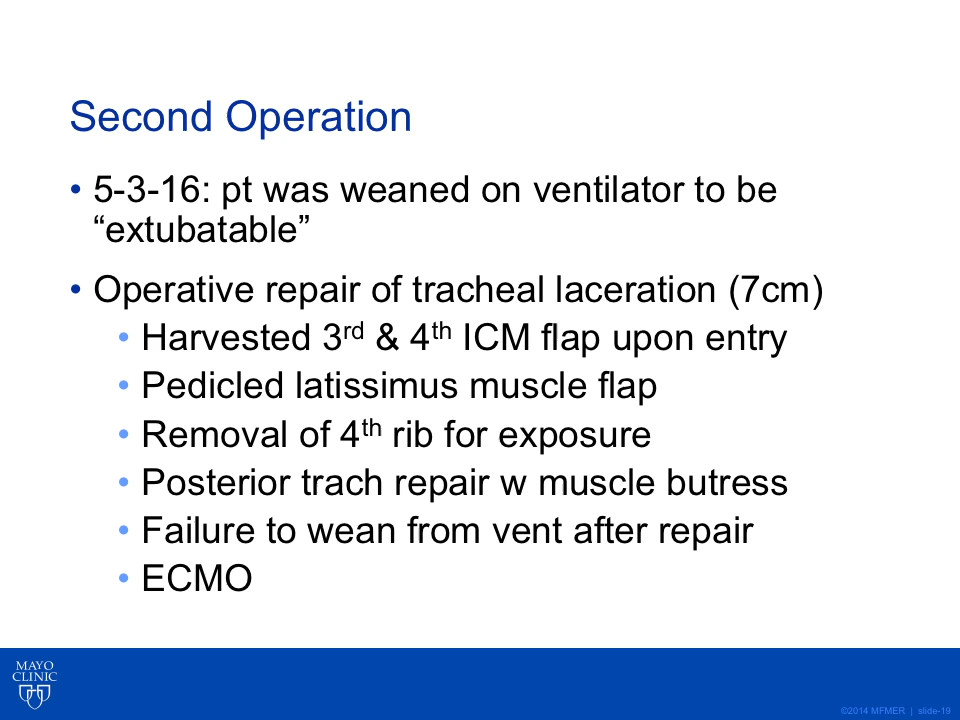 Second Operation
• 5-3-16: pt was weaned on ventilator to be
“extubatable”
• Operative repair of tracheal laceration (7cm)
• Harvested 3rd & 4th ICM flap upon entry
• Pedicled latissimus muscle flap
• Removal of 4th rib for exposure
• Posterior trach repair w muscle butress
• Failure to wean from vent after repair
• ECMO
MAYO
CLINIC
©2014 MFMER | slide-19